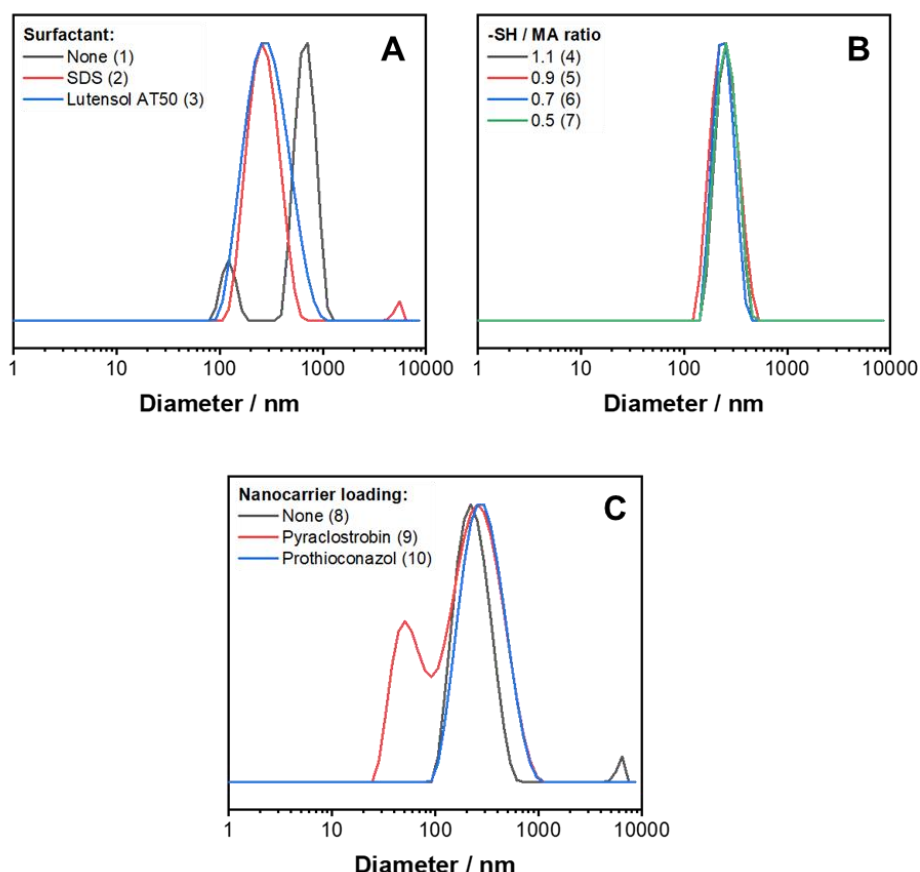 Surfactant:
None (1)
SDS (2)
Lutensol AT50 (3)
A
1 10 100 1000 10000
Diameter / nm
-SH / MA ratio
1.1 (4)
0.9 (5)
0.7 (6)
0.5 (7)
B
1 10 100 1000 10000
Diameter / nm
Nanocarrier loading:
None (8)
Pyraclostrobin (9)
Prothioconazol (10)
C
1 10 100 1000 10000
Diameter / nm